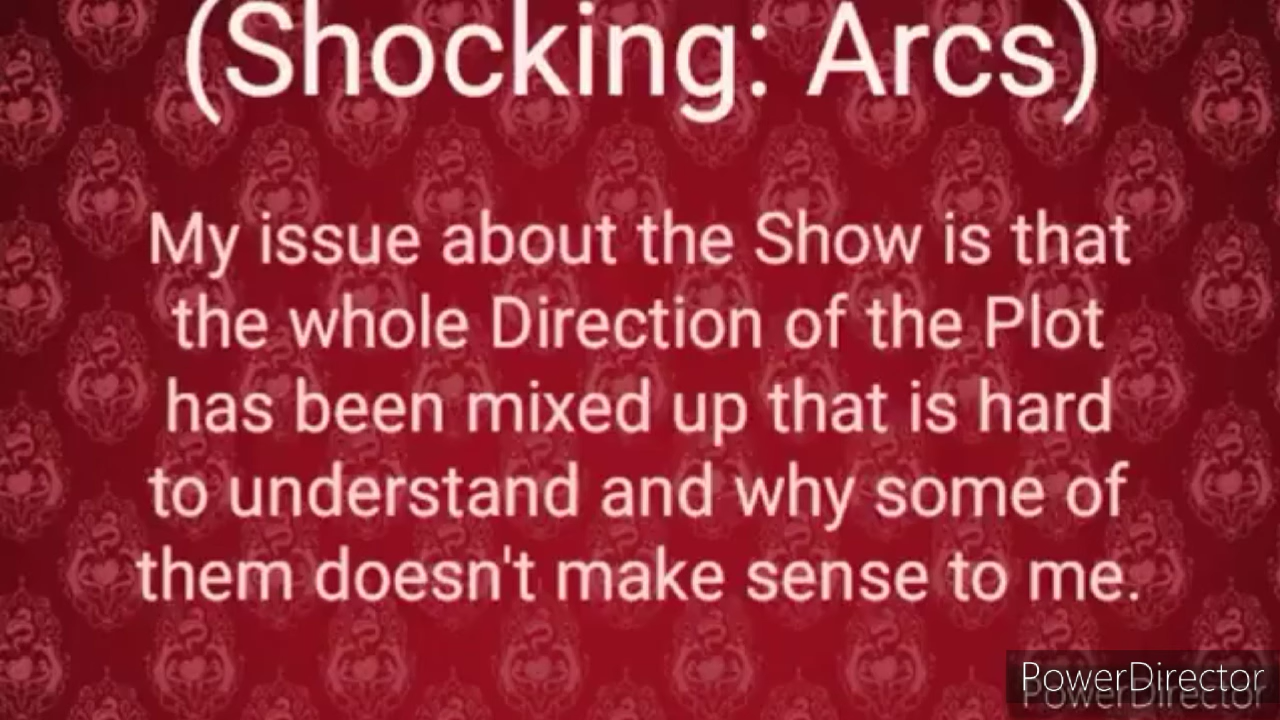 (Shocking: Arcs)
My issue about the Show is that
the whole Direction of the Plot
has been mixed up that is hard
to understand and why some of
them doesn't make sense to me.
PowerDirector
PowerDirector